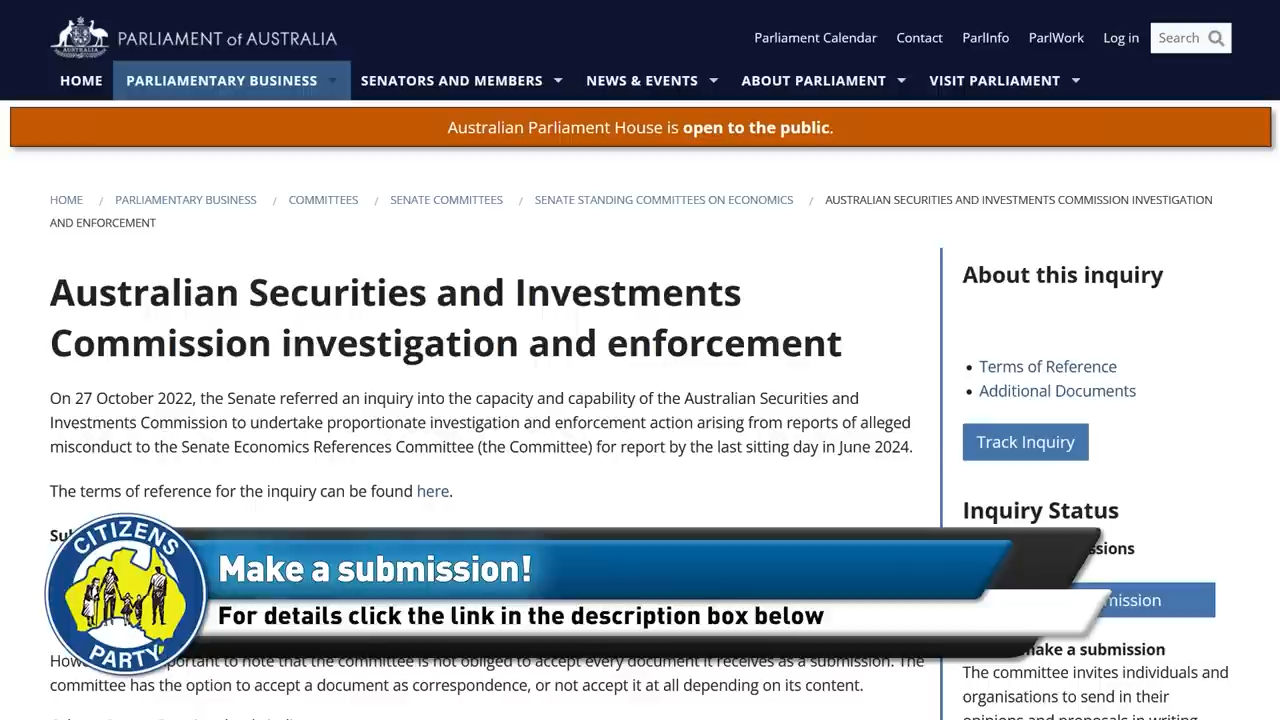 PARLIAMENT of AUSTRALIA
Parliament Calendar Contact ParlInfo ParlWork Log in Search
HOME PARLIAMENTARY BUSINESS SENATORS AND MEMBERS NEWS & EVENTS ABOUT PARLIAMENT VISIT PARLIAMENT
Australian Parliament House is open to the public.
HOME / PARLIAMENTARY BUSINESS / COMMITTEES / SENATE COMMITTEES / SENATE STANDING COMMITTEES ON ECONOMICS / AUSTRALIAN SECURITIES AND INVESTMENTS COMMISSION INVESTIGATION
AND ENFORCEMENT
Australian Securities and Investments
Commission investigation and enforcement
On 27 October 2022, the Senate referred an inquiry into the capacity and capability of the Australian Securities and
Investments Commission to undertake proportionate investigation and enforcement action arising from reports of alleged
misconduct to the Senate Economics References Committee (the Committee) for report by the last sitting day in June 2024.
The terms of reference for the inquiry can be found here.
CITIZENS
PARTY
Make a submission!
For details click the link in the description box below
important to note that the committee is not obliged to accept every document it receives as a submission. The
committee has the option to accept a document as correspondence, or not accept it at all depending on its content.
About this inquiry
• Terms of Reference
• Additional Documents
Track Inquiry
Inquiry Status
make a submission
The committee invites individuals and
organisations to send in their
opinions and proposals in writing